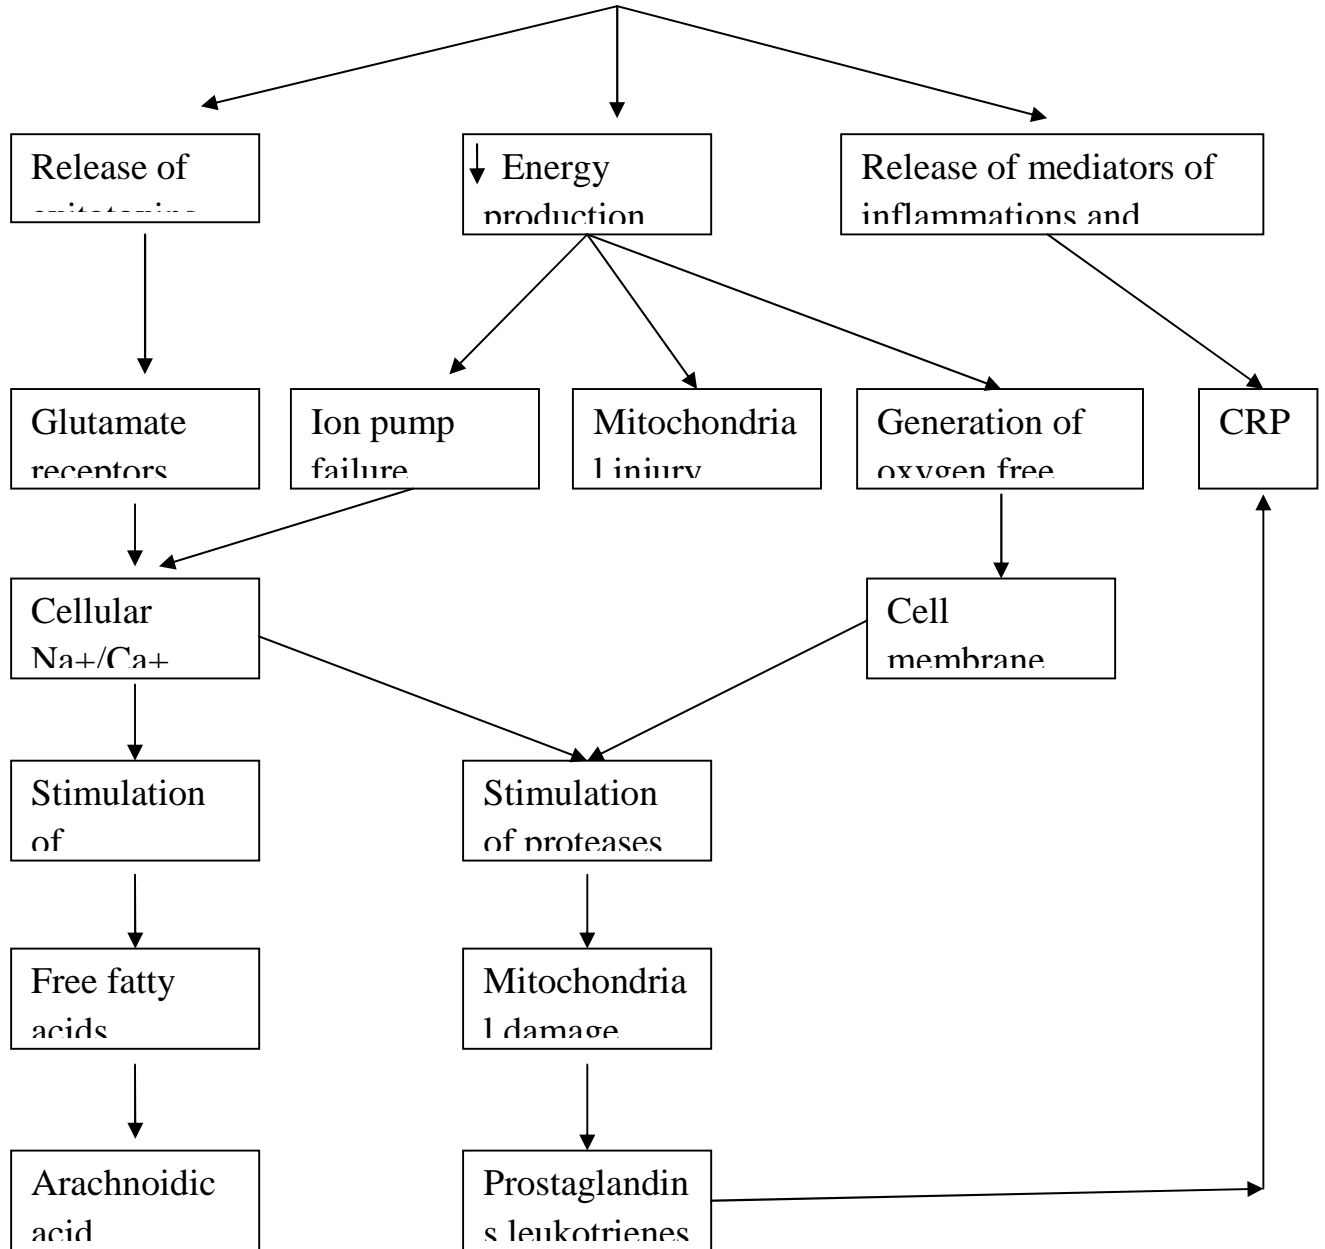 Release of
Energy
production
Release of mediators of
inflammations and
Glutamate
receptors
Ion pump
failure
Mitochondria
l injury
Generation of
oxygen free
CRP
Cellular
Na+/Ca+
Cell
membrane
Stimulation
of
Stimulation
of proteases
Free fatty
acids
Mitochondria
l damage
Arachnoidic
acid
Prostaglandin
s leukotrienes